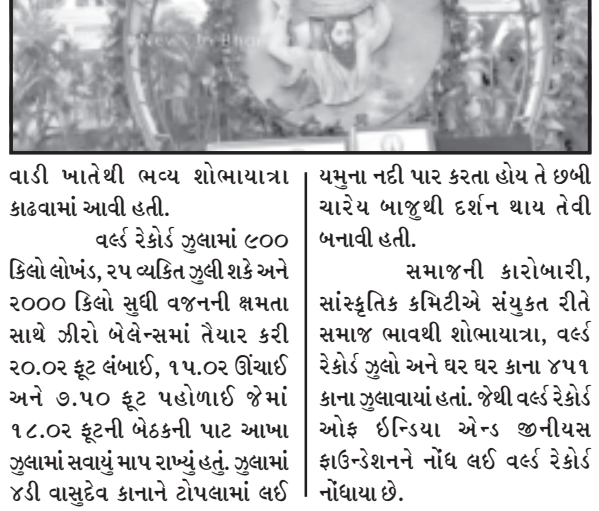 વાડી ખાતેથી ભવ્ય શોભાયાત્રા
કાઢવામાં આવી હતી.
વર્લ્ડ રેકોર્ડ ઝુલામાં ૯૦૦
કિલો લોખંડ, ૨૫ વ્યકિત ઝુલી શકે અને
૨૦૦૦ કિલો સુધી વજનની ક્ષમતા
સાથે ઝીરો બેલેન્સમાં તૈયાર કરી
૨૦.૦૨ ફૂટ લંબાઈ, ૧૫.૦૨ ઊંચાઈ
અને ૭.૫૦ ફૂટ પહોળાઈ જેમાં
૧૮.૦૨ ફૂટની બેઠકની પાટ આખા
ઝુલામાં સવાયું માપ રાખ્યું હતું. ઝુલામાં
૪ડી વાસુદેવ કાનાને ટોપલામાં લઈ
યમુના નદી પાર કરતા હોય તે છબી
ચારેય બાજુથી દર્શન થાય તેવી
બનાવી હતી.
સમાજની કારોબારી,
સાંસ્કૃતિક કમિટીએ સંયુકત રીતે
સમાજ ભાવથી શોભાયાત્રા, વર્લ્ડ
રેકોર્ડ ઝુલો અને ઘર ઘર કાના ૪૫૧
કાના ઝુલાવાયાં હતાં. જેથી વર્લ્ડ રેકોર્ડ
ઓફ ઇન્ડિયા એન્ડ જીનીયસ
ફાઉન્ડેશનને નોંધ લઈ વર્લ્ડ રેકોર્ડ
નોંધાયા છે.